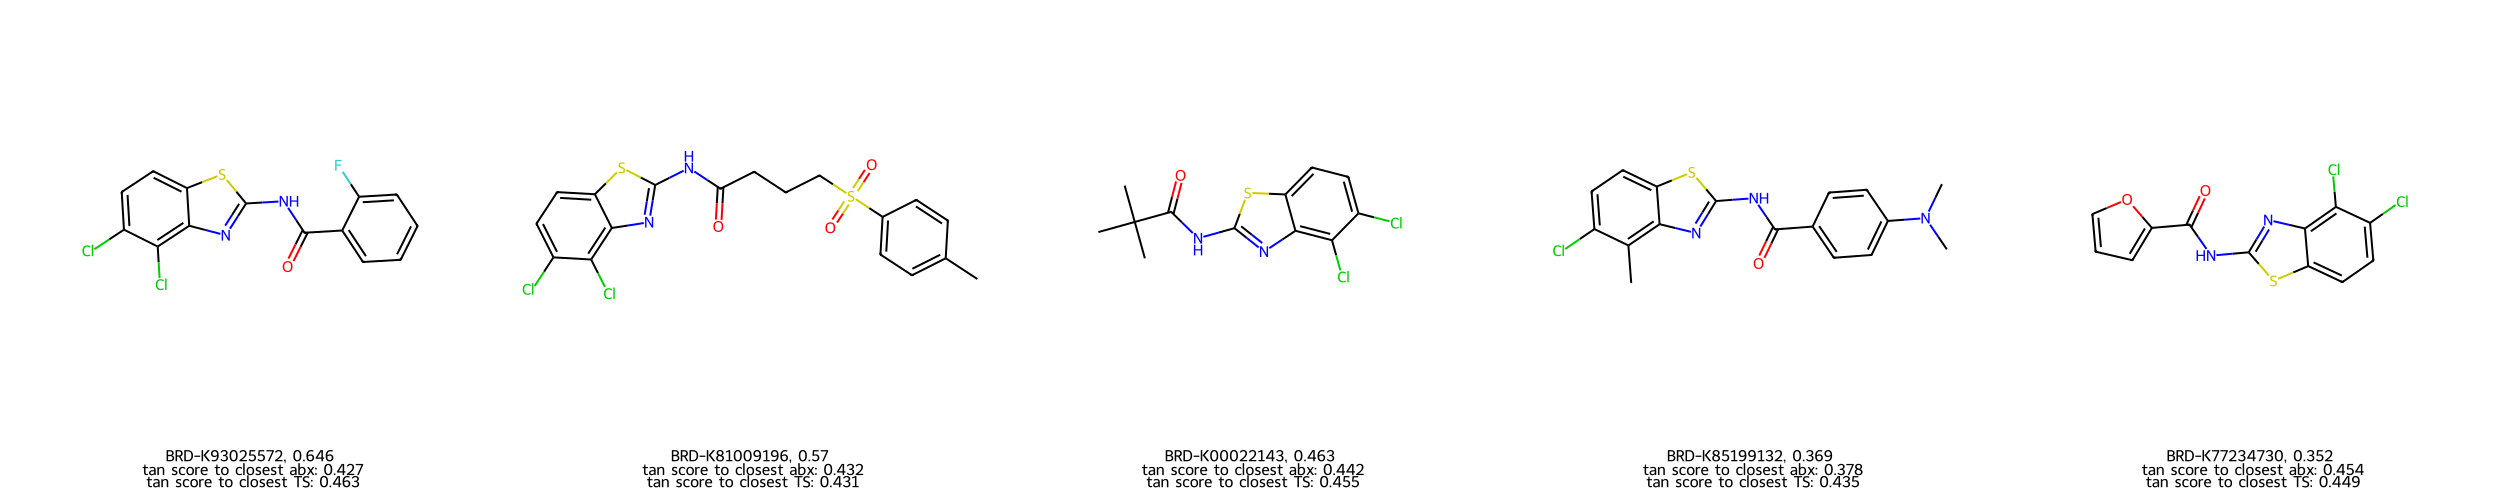 F
S
NH
N
Cl
O
Cl
H
N
O
S
O
S
N
O
Cl
Cl
O
S
Cl
N
H
N
Cl
S
NH
N
N
Cl
O
Cl
Cl
O
O
N
HN
S
BRD-K93025572, 0.646
tan score to closest abx: 0.427
tan score to closest TS: 0.463
BRD-K81009196, 0.57
tan score to closest abx: 0.432
tan score to closest TS: 0.431
BRD-K00022143, 0.463
tan score to closest abx: 0.442
tan score to closest TS: 0.455
BRD-K85199132, 0.369
tan score to closest abx: 0.378
tan score to closest TS: 0.435
BRD-K77234730, 0.352
tan score to closest abx: 0.454
tan score to closest TS: 0.449